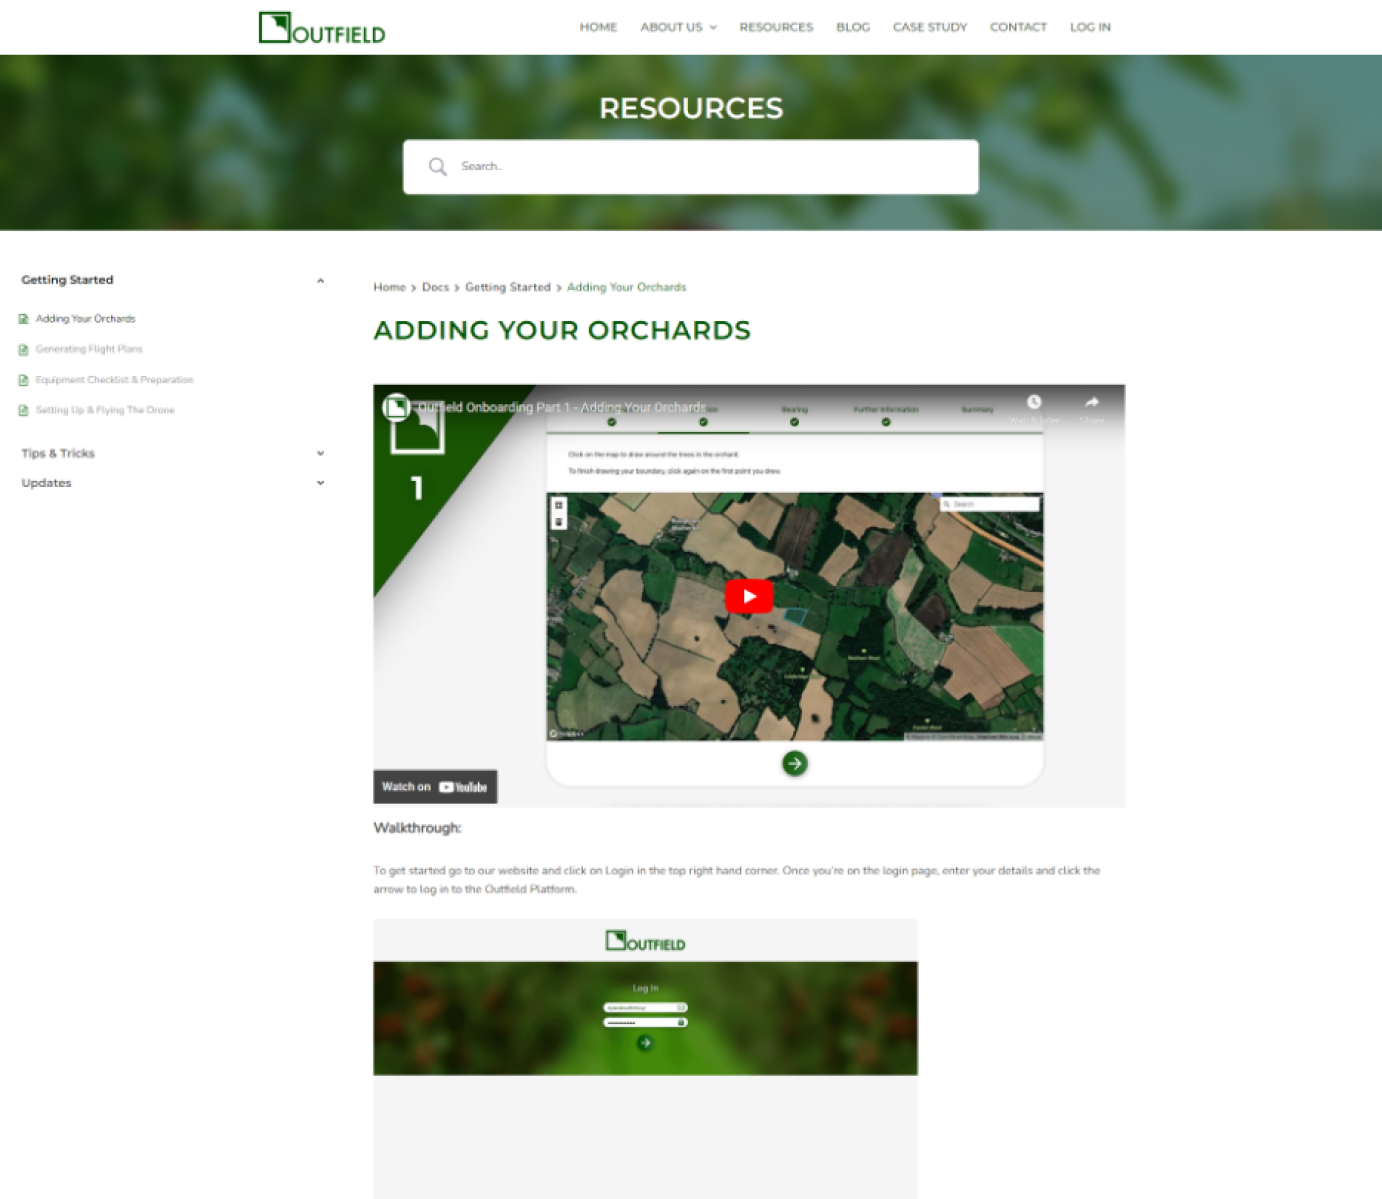 OUTFIELD
HOME ABOUT US RESOURCES BLOG CASE STUDY CONTACT LOG IN
RESOURCES
Search..
Getting Started
Adding Your Orchards
Generating Flight Plans
Equipment Checklist & Preparation
Setting Up & Flying The Drone
Tips & Tricks
Updates
Home > Docs > Getting Started > Adding Your Orchards
ADDING YOUR ORCHARDS
Outfield Onboarding Part 1 - Adding Your Orchards
Bearing Further Information Summary
Watch later Share
1
Click on the map to draw around the trees in the orchard.
To finish drawing your boundary, click again on the first point you drew.
Search
Watch on YouTube
Walkthrough:
To get started go to our website and click on Login in the top right hand corner. Once you're on the login page, enter your details and click the
arrow to log in to the Outfield Platform.
OUTFIELD
Log In